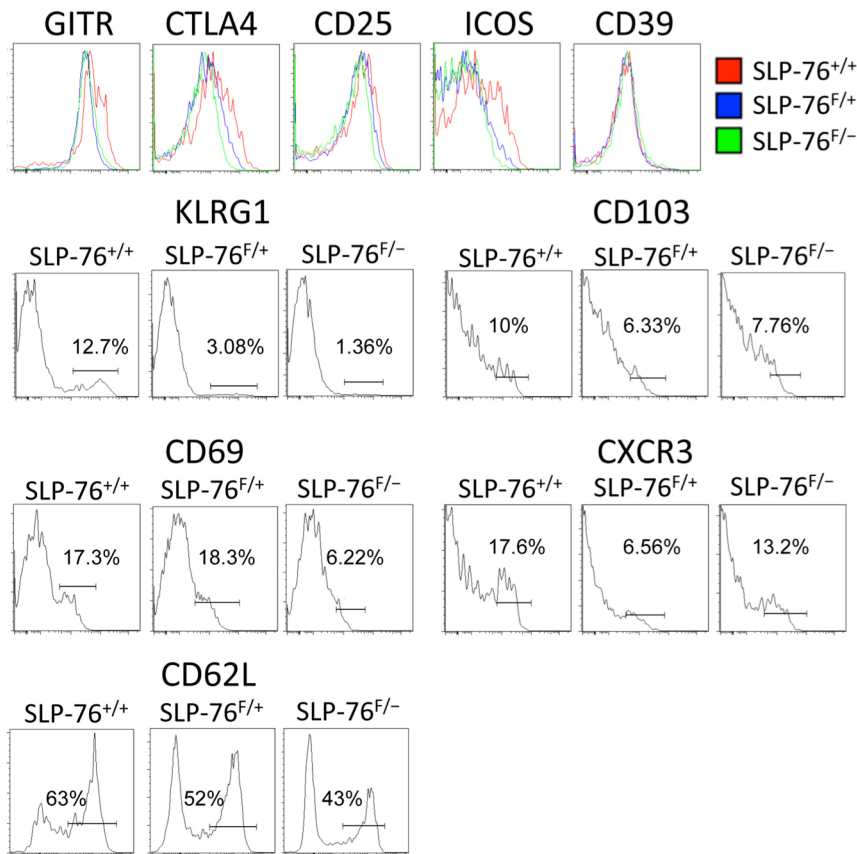 GITR CTLA4 CD25 ICOS CD39
SLP-76+/+
SLP-76F/+
SLP-76F/−
KLRG1 CD103
SLP-76+/+ SLP-76F/+ SLP-76F/− SLP-76+/+ SLP-76F/+ SLP-76F/−
12.7% 3.08% 1.36% 10% 6.33% 7.76%
CD69 CXCR3
SLP-76+/+ SLP-76F/+ SLP-76F/− SLP-76+/+ SLP-76F/+ SLP-76F/−
17.3% 18.3% 6.22% 17.6% 6.56% 13.2%
CD62L
SLP-76+/+ SLP-76F/+ SLP-76F/−
63% 52% 43%